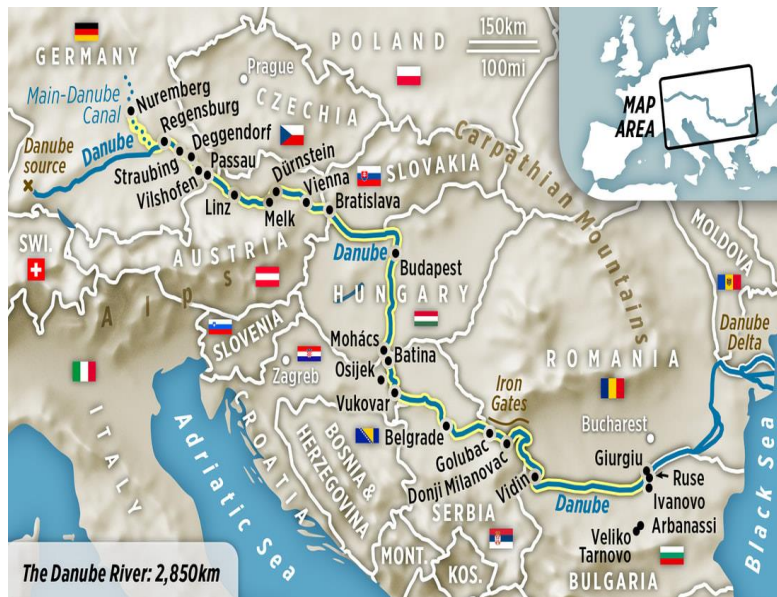 GERMANY
POLAND
150km
100mi
MAP
AREA
Prague
Main-Danube
Canal
Nuremberg
Regensburg
CZECHIA
Danube
source
Danube
Deggendorf
Straubing
Passau
Vilshofen
Dürnstein
Carpathian Mountains
SLOVAKIA
Linz
Melk
Vienna
Bratislava
SWI.
AUSTRIA
Danube
Budapest
MOLDOVA
Alps
HUNGARY
SLOVENIA
Mohács
Batina
Danube
Delta
Zagreb
Osijek
ROMANIA
Iron
Gates
ITALY
CROATIA
Vukovar
Bucharest
Adriatic Sea
BOSNIA &
HERZEGOVINA
Belgrade
Golubac
Donji Milanovac
Giurgiu
Ruse
Vidin
Danube
Ivanovo
Black Sea
SERBIA
Arbanassi
Veliko
Tarnovo
MONT.
KOS.
BULGARIA
The Danube River: 2,850km